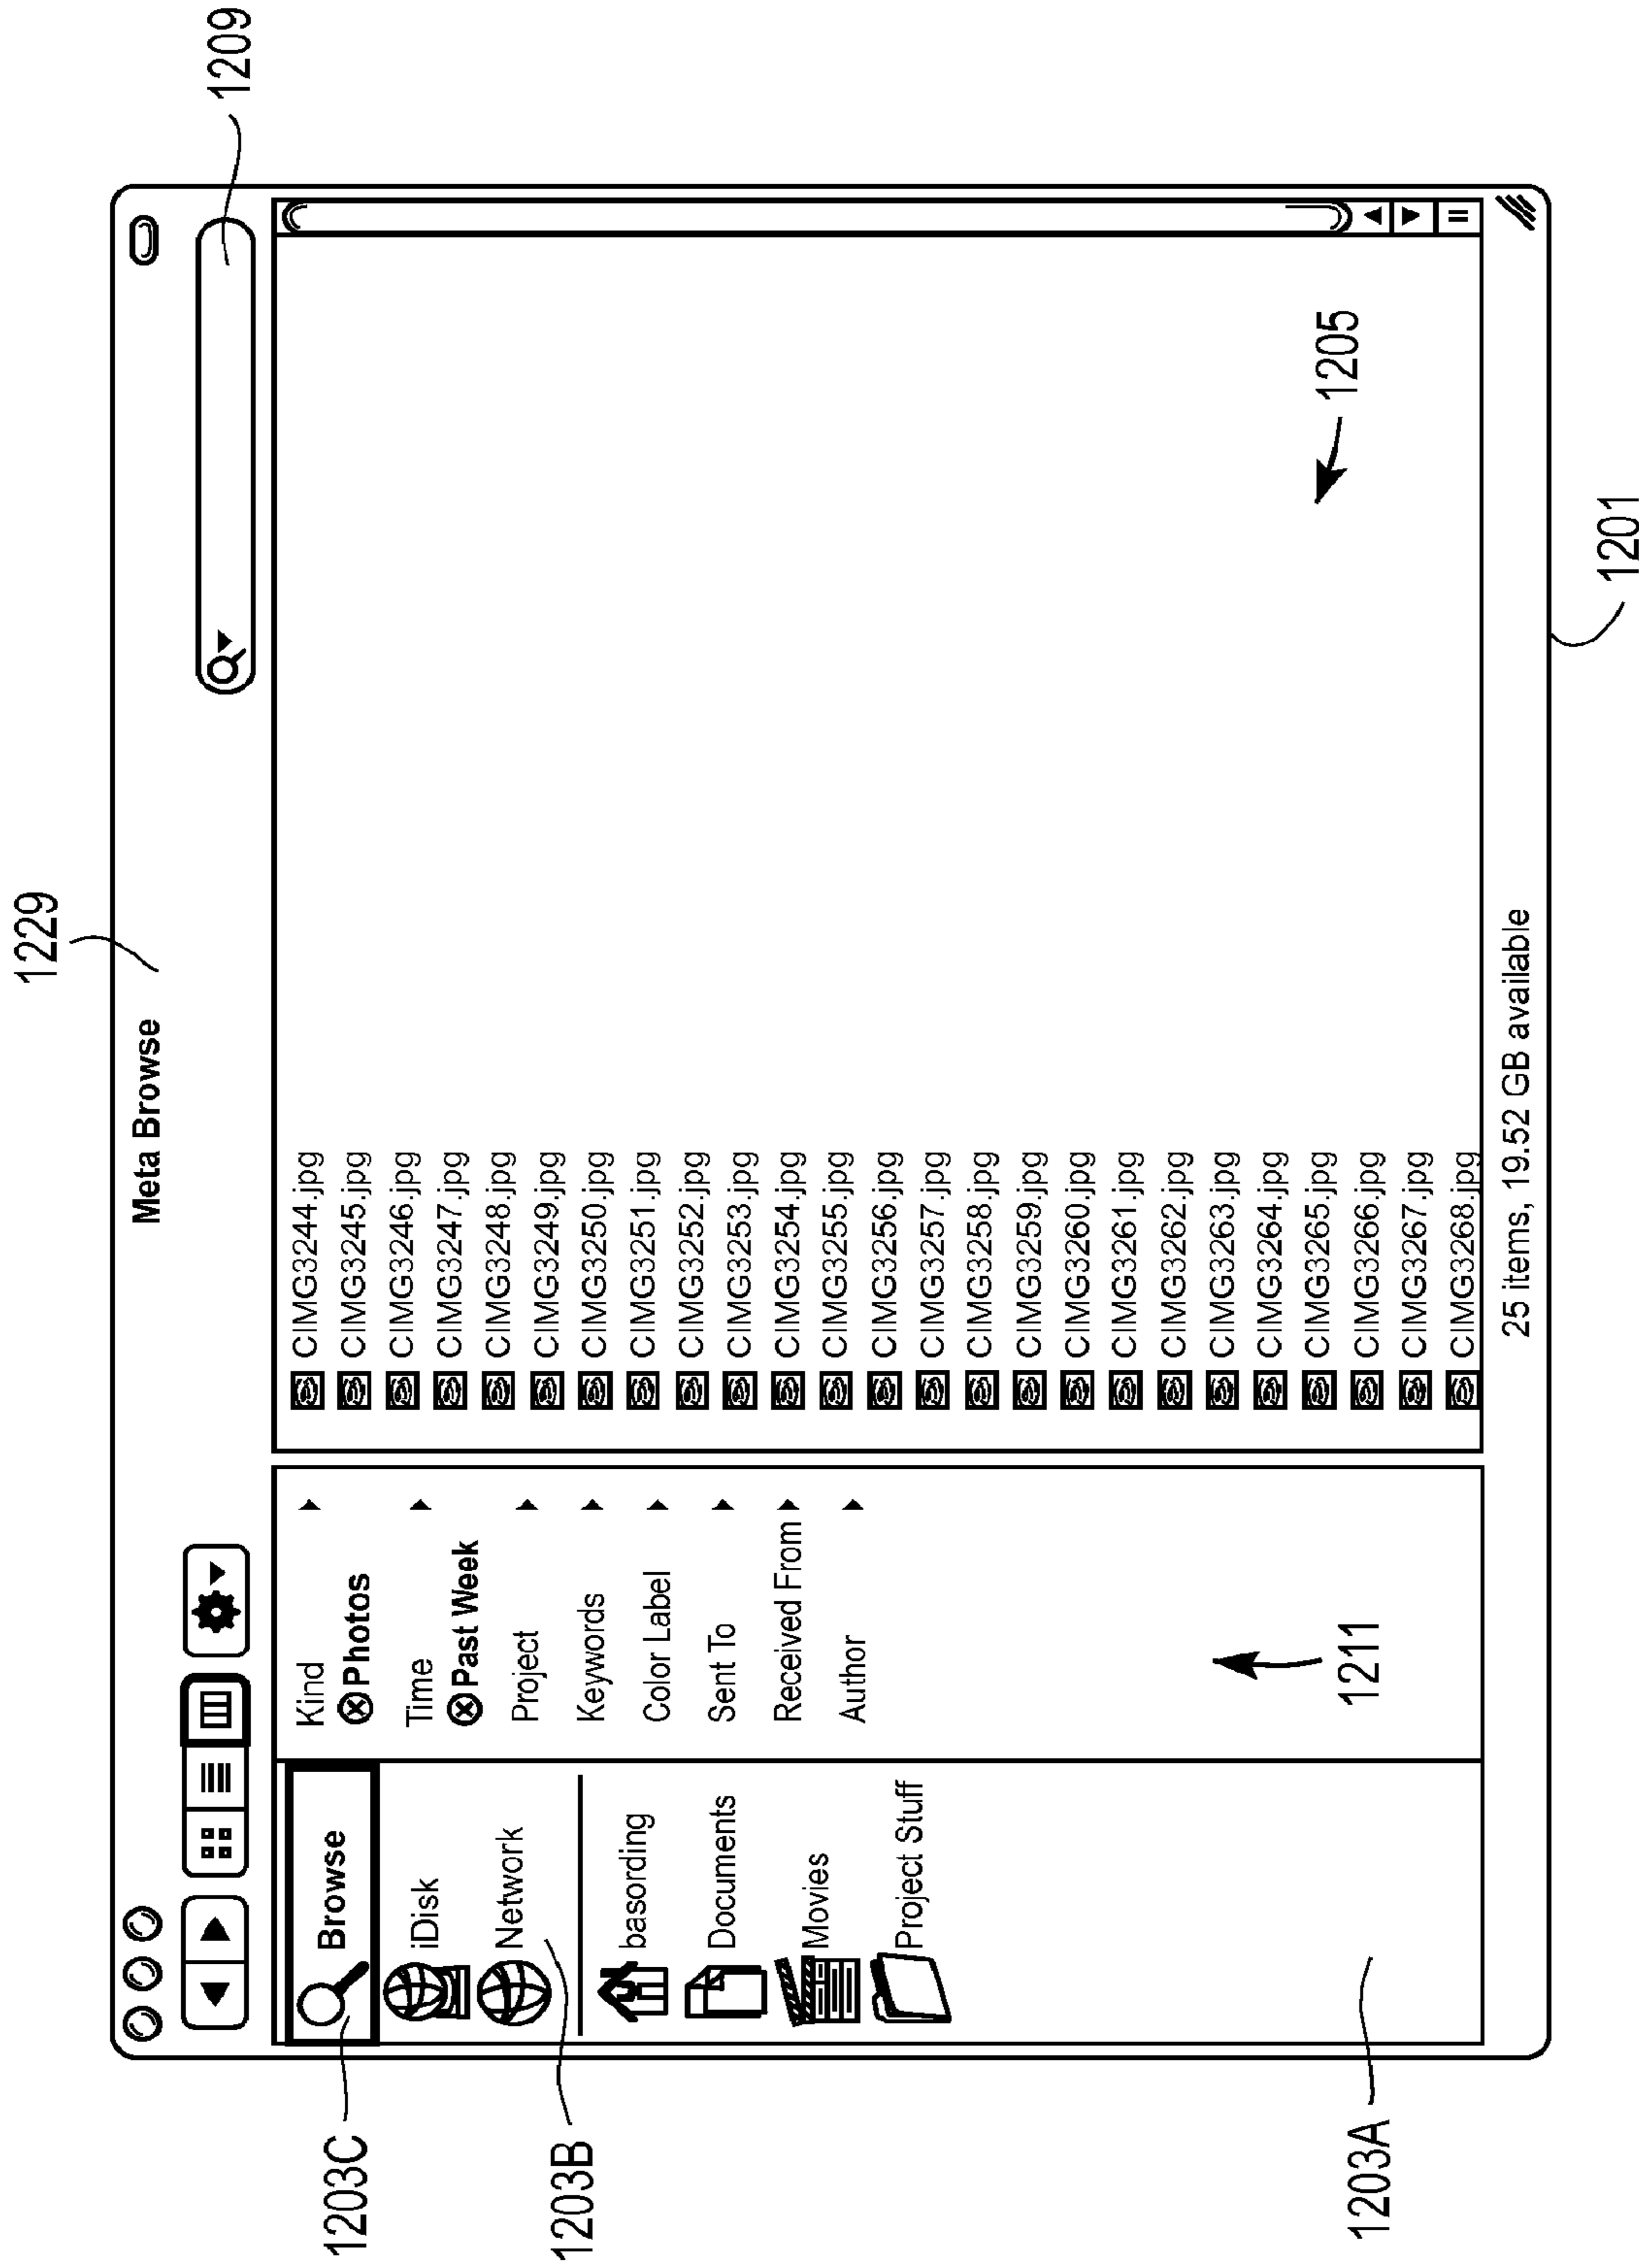 1229
1209
Meta Browse
Browse
iDisk
Network
basording
Documents
Movies
Project Stuff
Kind
Photos
Time
Past Week
Project
Keywords
Color Label
Sent To
Received From
Author
CIMG3244.jpg
CIMG3245.jpg
CIMG3246.jpg
CIMG3247.jpg
CIMG3248.jpg
CIMG3249.jpg
CIMG3250.jpg
CIMG3251.jpg
CIMG3252.jpg
CIMG3253.jpg
CIMG3254.jpg
CIMG3255.jpg
CIMG3256.jpg
CIMG3257.jpg
CIMG3258.jpg
CIMG3259.jpg
CIMG3260.jpg
CIMG3261.jpg
CIMG3262.jpg
CIMG3263.jpg
CIMG3264.jpg
CIMG3265.jpg
CIMG3266.jpg
CIMG3267.jpg
CIMG3268.jpg
25 items, 19.52 GB available
1203C
1203B
1203A
1211
1205
1201